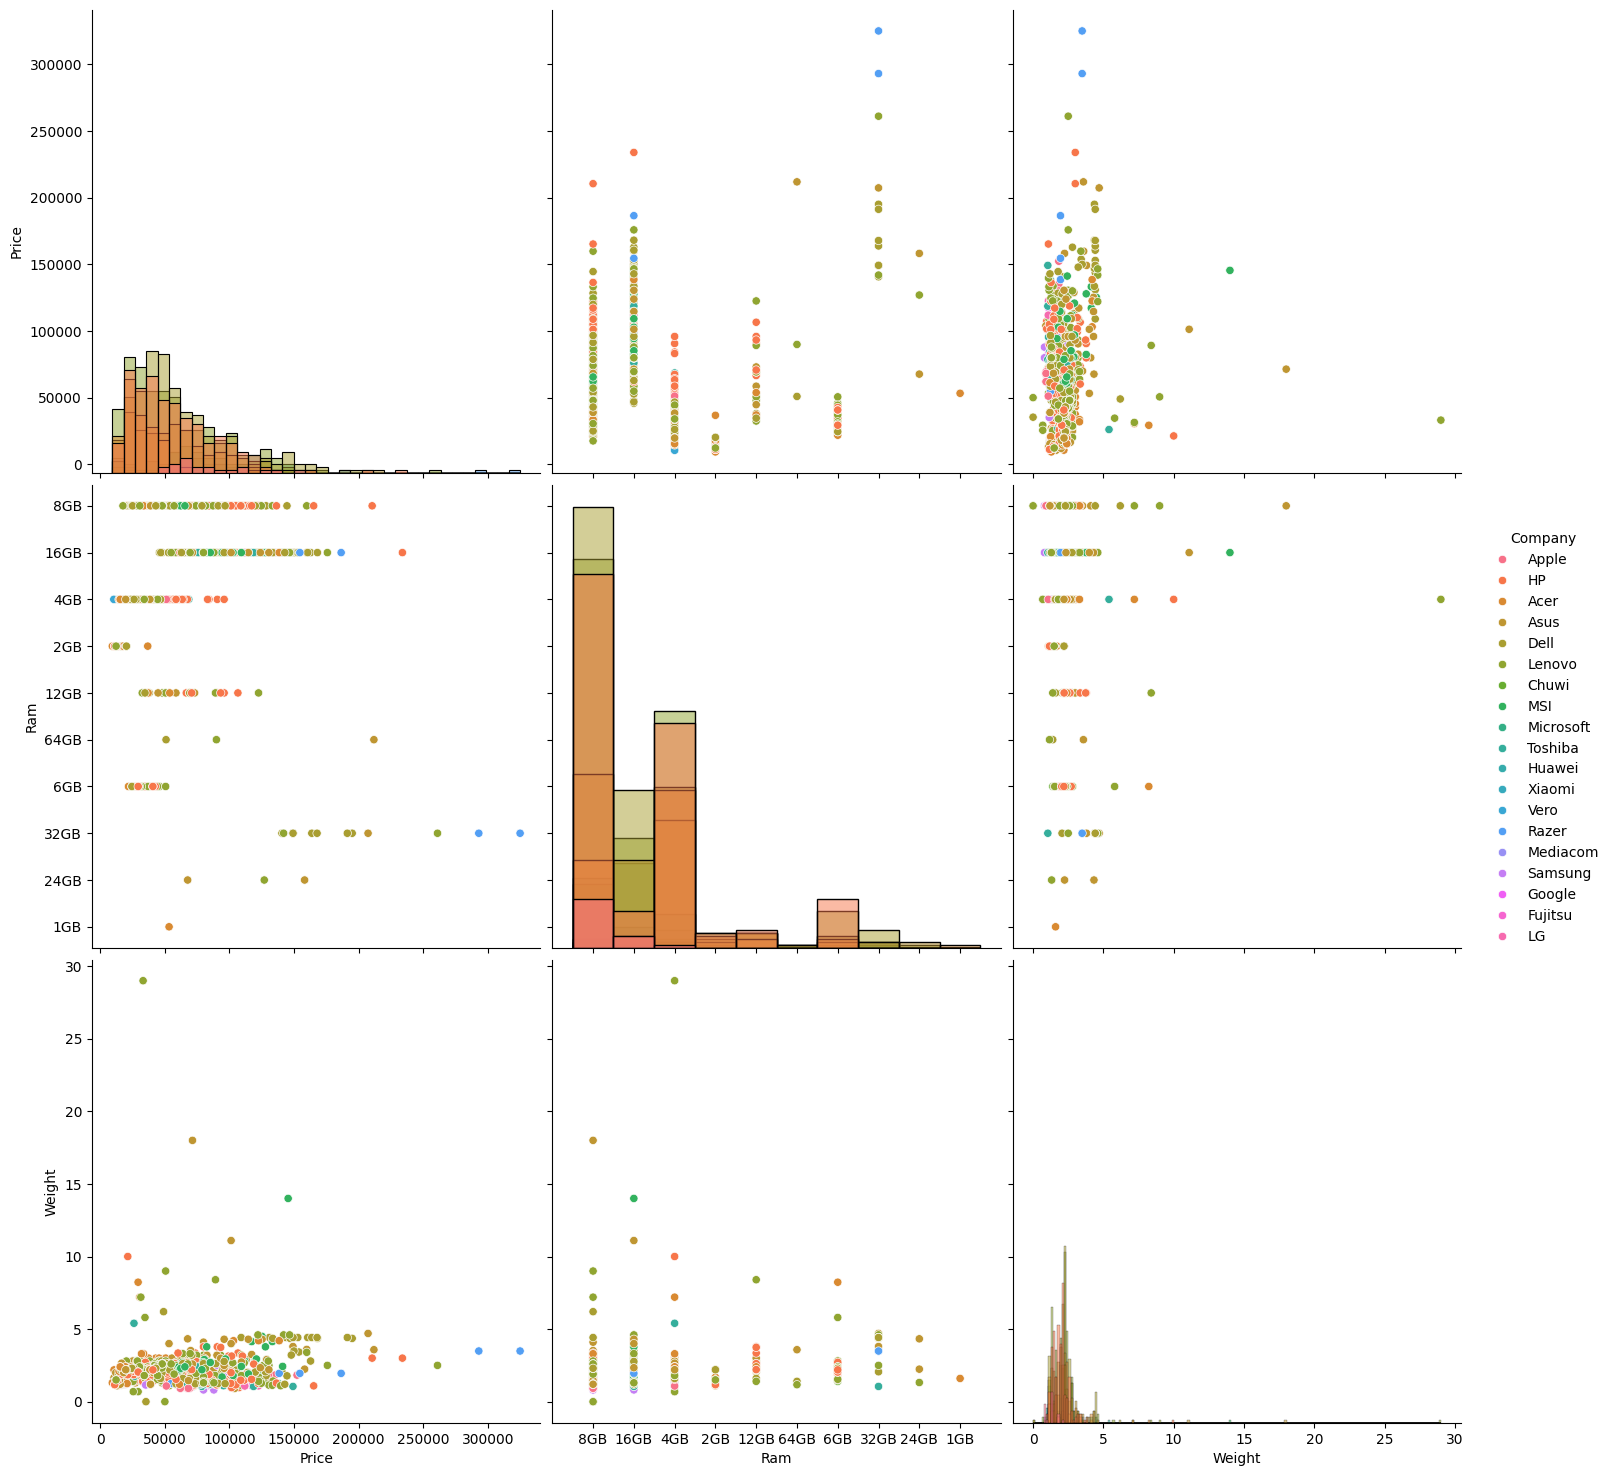 300000
250000
200000
150000
100000
50000
0
Price
8GB
16GB
4GB
2GB
12GB
64GB
6GB
32GB
24GB
1GB
Ram
Company
Apple
HP
Acer
Asus
Dell
Lenovo
Chuwi
MSI
Microsoft
Toshiba
Huawei
Xiaomi
Vero
Razer
Mediacom
Samsung
Google
Fujitsu
LG
30
25
20
15
10
5
0
Weight
0 50000 100000 150000 200000 250000 300000
Price
8GB 16GB 4GB 2GB 12GB 64GB 6GB 32GB 24GB 1GB
Ram
0 5 10 15 20 25 30
Weight